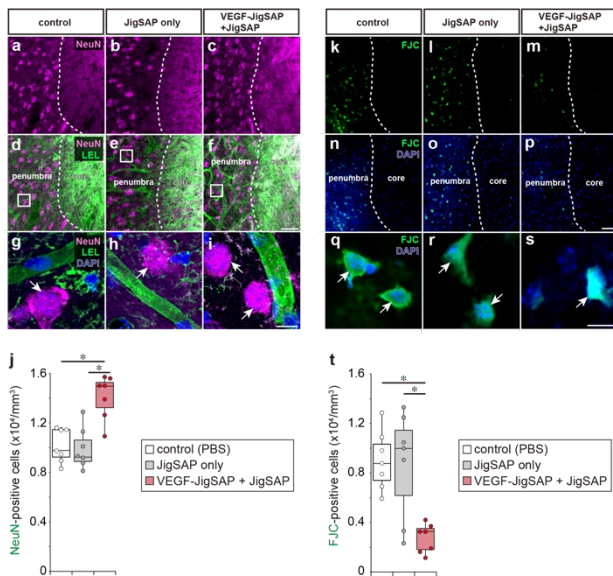 control
JigSAP only
VEGF-JigSAP
+JigSAP
a
NeuN
b
c
d
NeuN
LEL
penumbra
core
e
penumbra
core
f
penumbra
core
g
NeuN
LEL
DAPI
h
i
j
NeuN-positive cells (x10⁴/mm³)
1.6
1.2
0.8
0.4
0
*
*
control (PBS)
JigSAP only
VEGF-JigSAP + JigSAP
control
JigSAP only
VEGF-JigSAP
+JigSAP
k
FJC
l
m
n
FJC
DAPI
penumbra
core
o
penumbra
core
p
penumbra
core
q
FJC
DAPI
r
s
t
FJC-positive cells (x10⁴/mm³)
1.6
1.2
0.8
0.4
0
*
*
control (PBS)
JigSAP only
VEGF-JigSAP + JigSAP